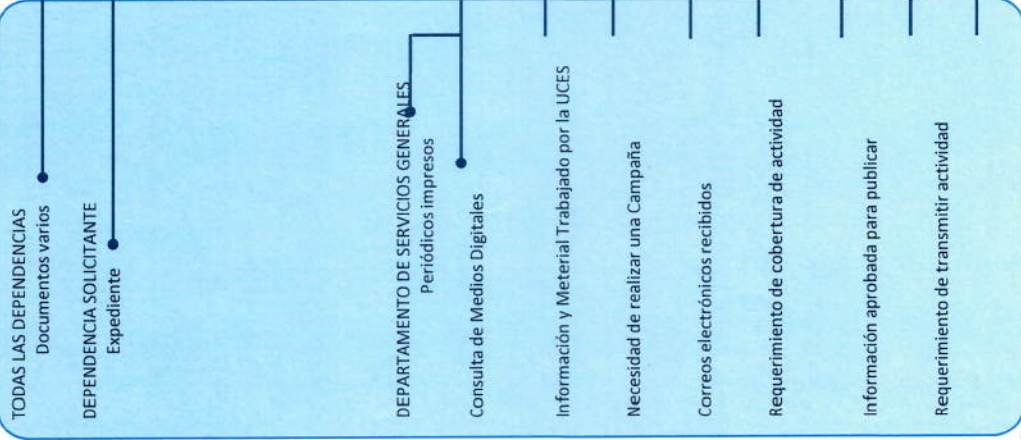 TODAS LAS DEPENDENCIAS
Documentos varios
DEPENDENCIA SOLICITANTE
Expediente
DEPARTAMENTO DE SERVICIOS GENERALES
Periódicos impresos
Consulta de Medios Digitales
Información y Meterial Trabajado por la UCES
Necesidad de realizar una Campaña
Correos electrónicos recibidos
Requerimiento de cobertura de actividad
Información aprobada para publicar
Requerimiento de transmitir actividad